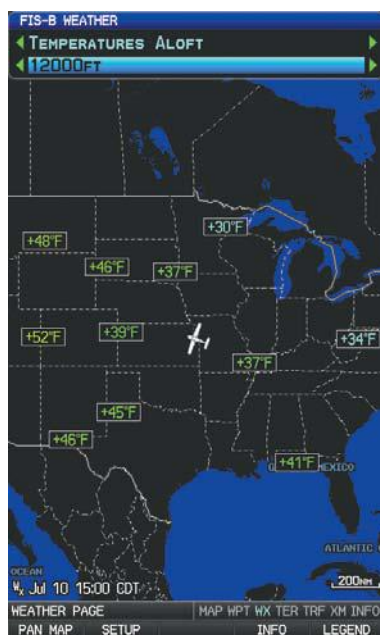 FIS-B WEATHER
TEMPERATURES ALOFT
12000FT
+30°F
+48°F
+46°F
+37°F
+52°F
+39°F
+34°F
+37°F
+45°F
+46°F
+41°F
MEXICO
ATLANTIC
OCEAN
Wx Jul 10 15:00 CDT
200NM
WEATHER PAGE
MAP WPT WX TER TRF XM INFO
PAN MAP SETUP INFO LEGEND